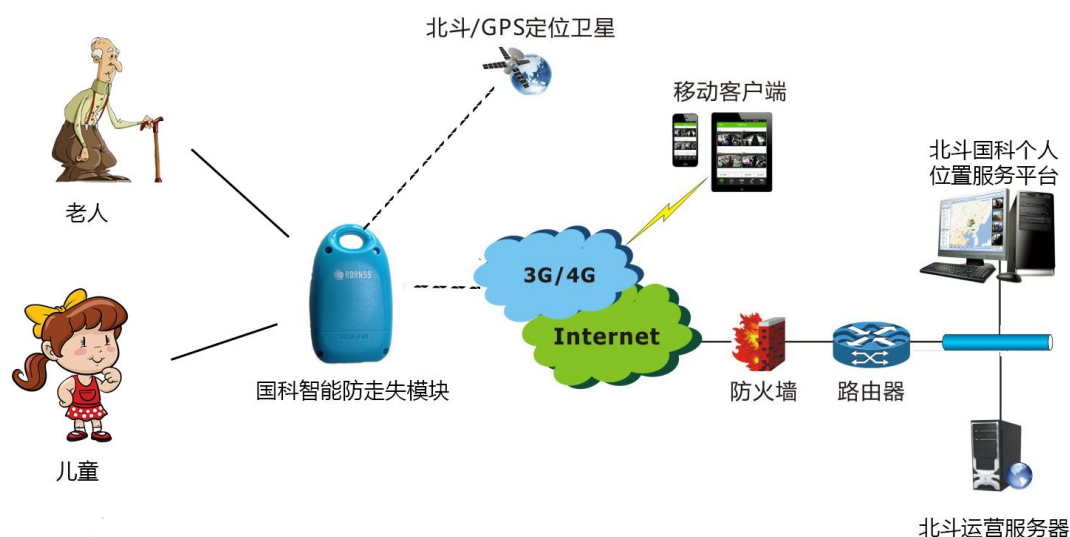 北斗/GPS定位卫星
移动客户端
北斗国科个人
位置服务平台
老人
RDRNSS
3G/4G
Internet
国科智能防走失模块
防火墙
路由器
儿童
北斗运营服务器